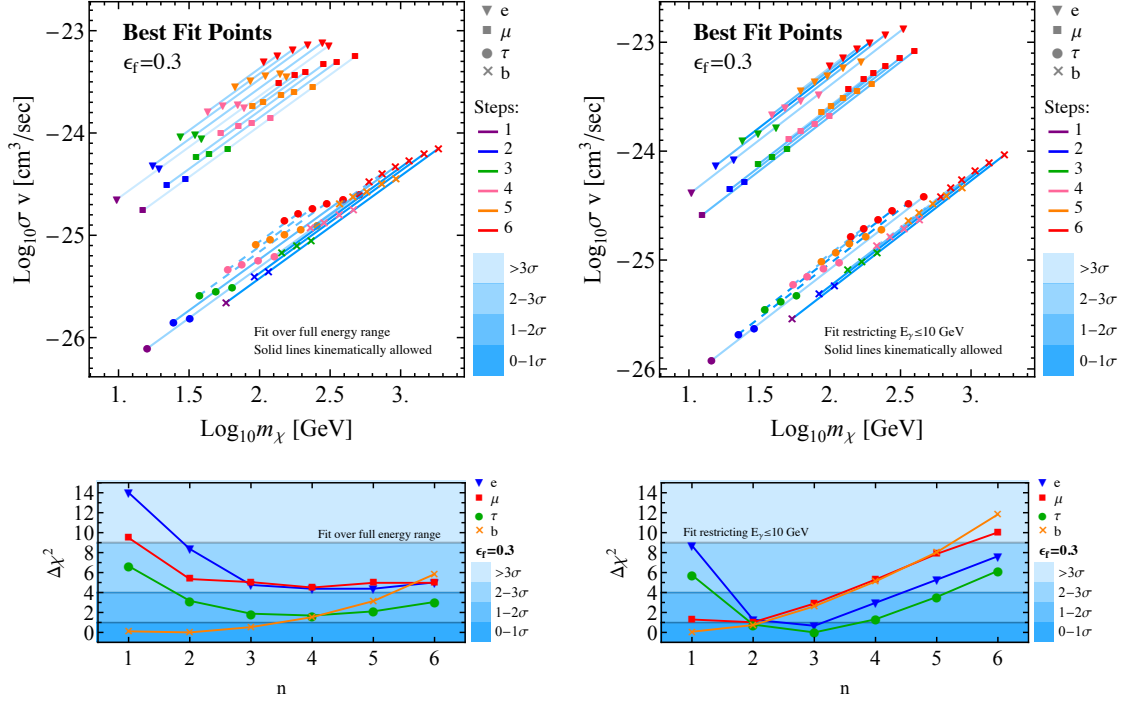 Best Fit Points
ϵf=0.3
Log10σ v [cm3/sec]
-23
-24
-25
-26
1.
1.5
2.
2.5
3.
Log10mχ [GeV]
Fit over full energy range
Solid lines kinematically allowed
e
μ
τ
b
Steps:
1
2
3
4
5
6
>3σ
2-3σ
1-2σ
0-1σ
Best Fit Points
ϵf=0.3
Log10σ v [cm3/sec]
-23
-24
-25
-26
1.
1.5
2.
2.5
3.
Log10mχ [GeV]
Fit restricting Eγ≤10 GeV
Solid lines kinematically allowed
e
μ
τ
b
Steps:
1
2
3
4
5
6
>3σ
2-3σ
1-2σ
0-1σ
Δχ2
14
12
10
8
6
4
2
0
1
2
3
4
5
6
n
Fit over full energy range
e
μ
τ
b
ϵf=0.3
>3σ
2-3σ
1-2σ
0-1σ
Δχ2
14
12
10
8
6
4
2
0
1
2
3
4
5
6
n
Fit restricting Eγ≤10 GeV
e
μ
τ
b
ϵf=0.3
>3σ
2-3σ
1-2σ
0-1σ